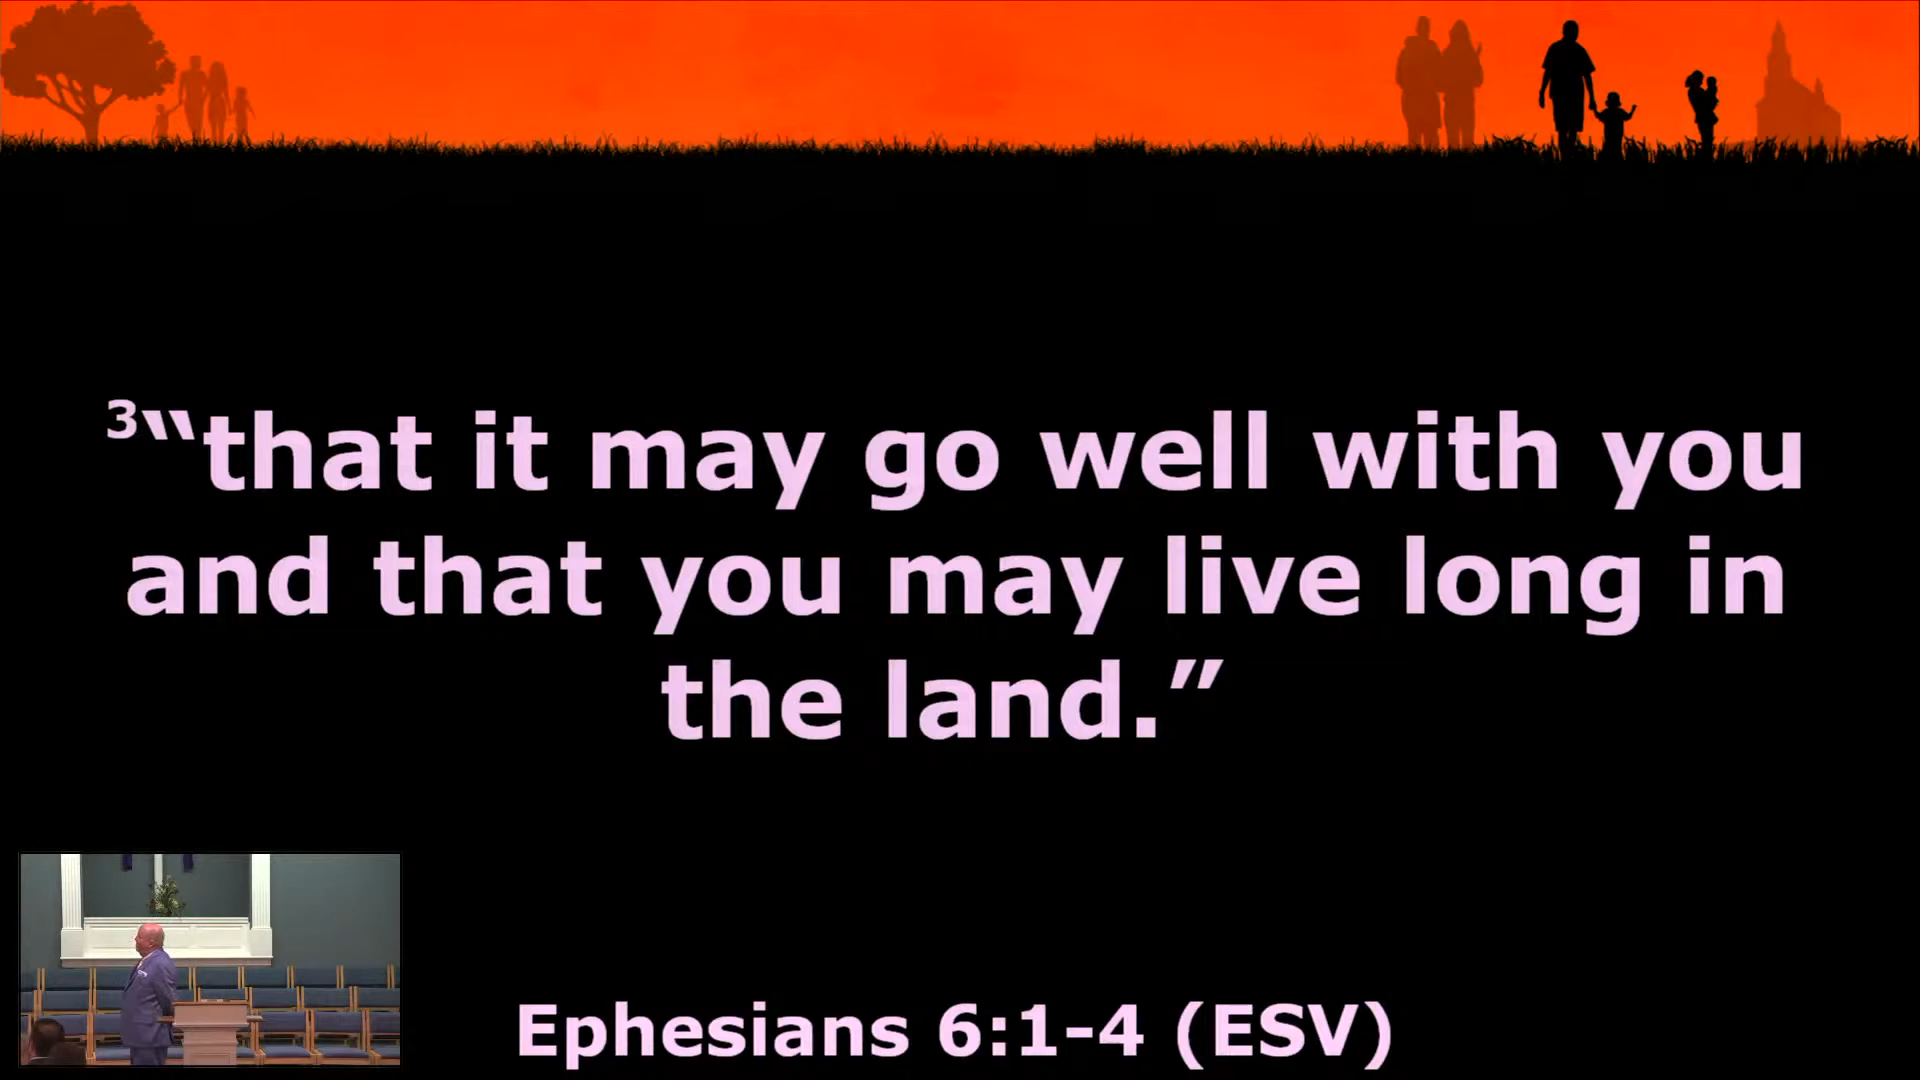 3“that it may go well with you
and that you may live long in
the land.”
Ephesians 6:1-4 (ESV)